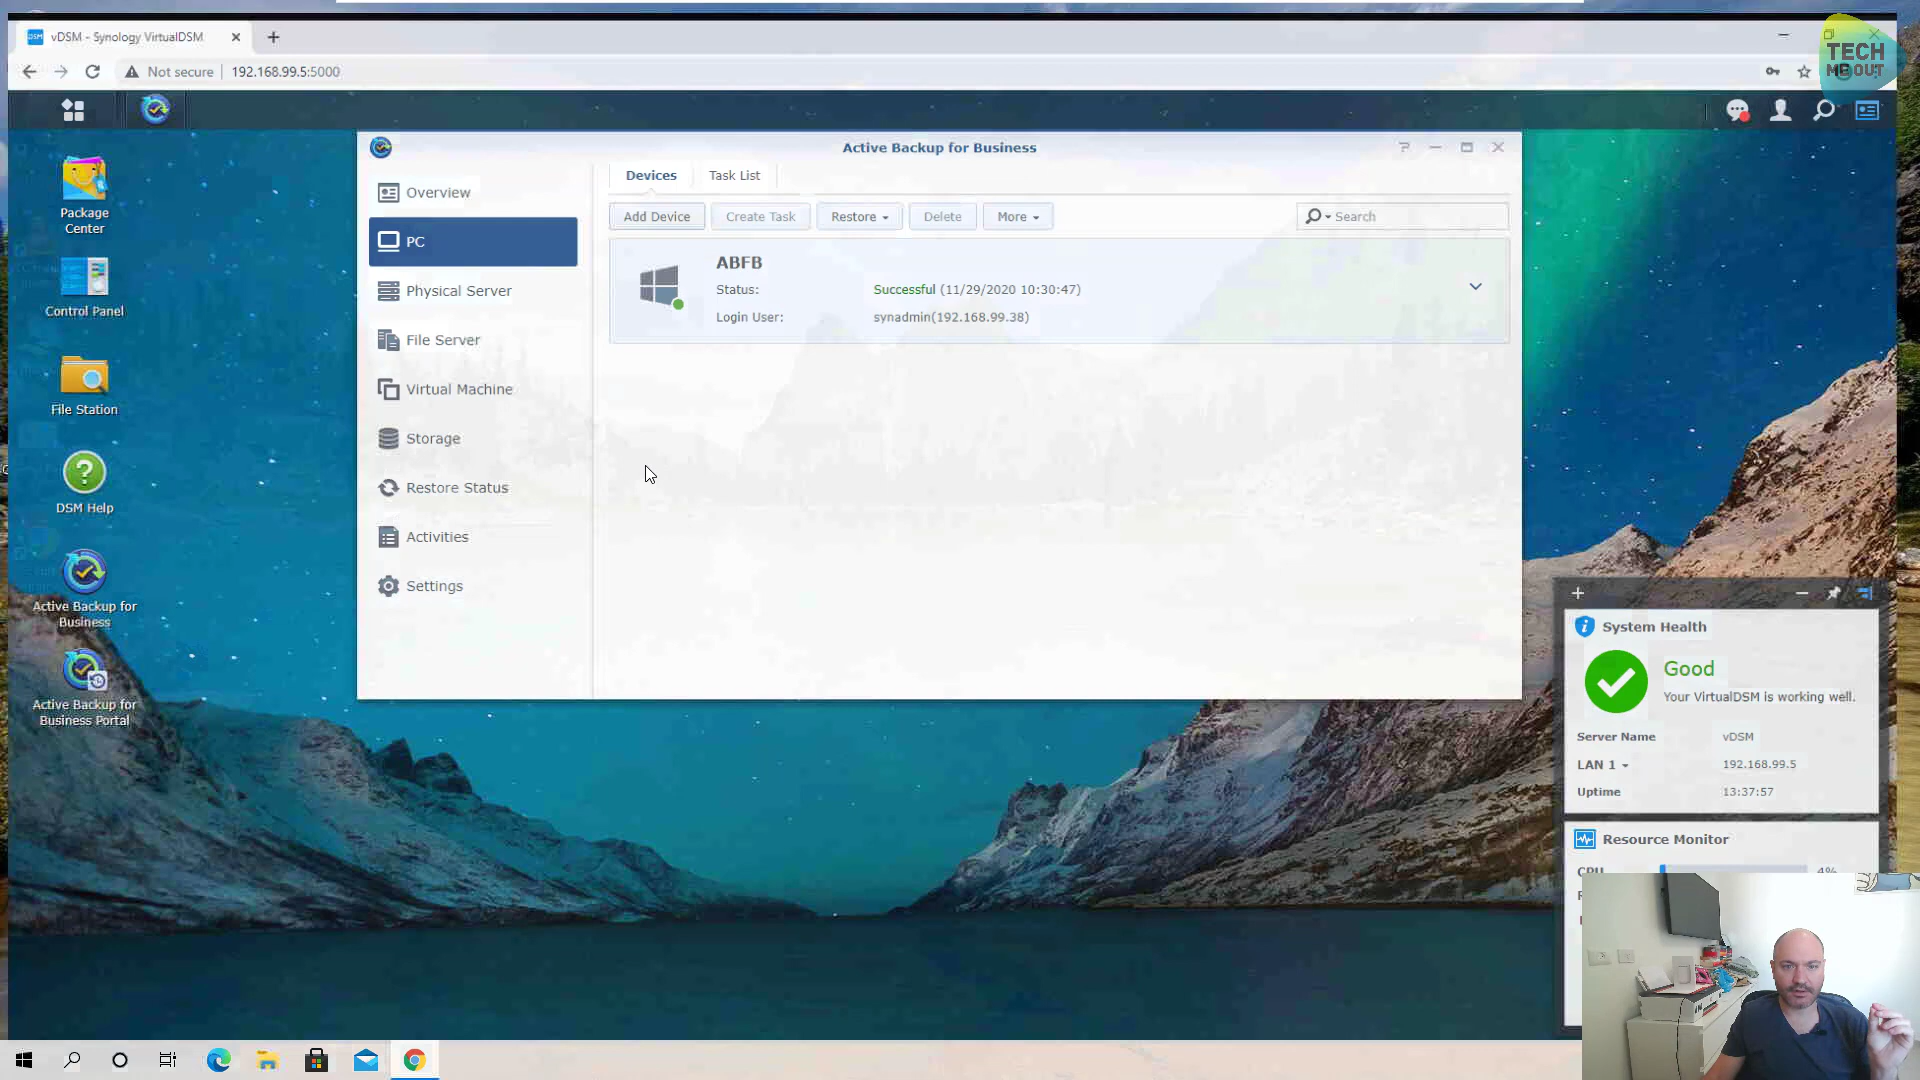 vDSM - Synology VirtualDSM
Not secure
192.168.99.5:5000
TECH
ME OUT
Package
Center
Control Panel
File Station
DSM Help
Active Backup for
Business
Active Backup for
Business Portal
Active Backup for Business
Overview
PC
Physical Server
File Server
Virtual Machine
Storage
Restore Status
Activities
Settings
Devices
Task List
Add Device
Create Task
Restore
Delete
More
Search
ABFB
Status:
Successful (11/29/2020 10:30:47)
Login User:
synadmin(192.168.99.38)
System Health
Good
Your VirtualDSM is working well.
Server Name
vDSM
LAN 1
192.168.99.5
Uptime
13:37:57
Resource Monitor
CPU
4%